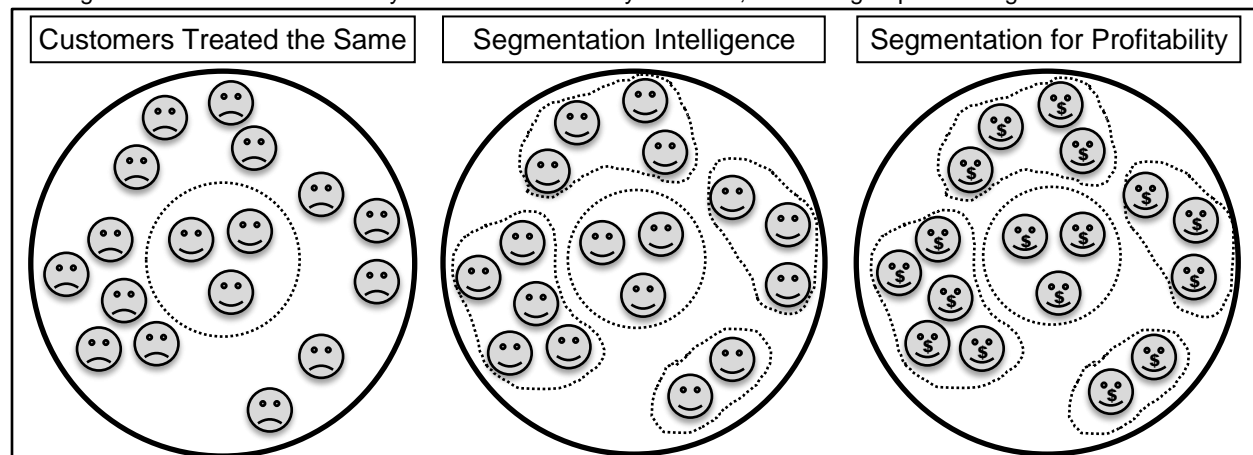 Customers Treated the Same
Segmentation Intelligence
Segmentation for Profitability
$ $ $ $ $ $ $ $ $ $ $ $ $ $ $ $ $